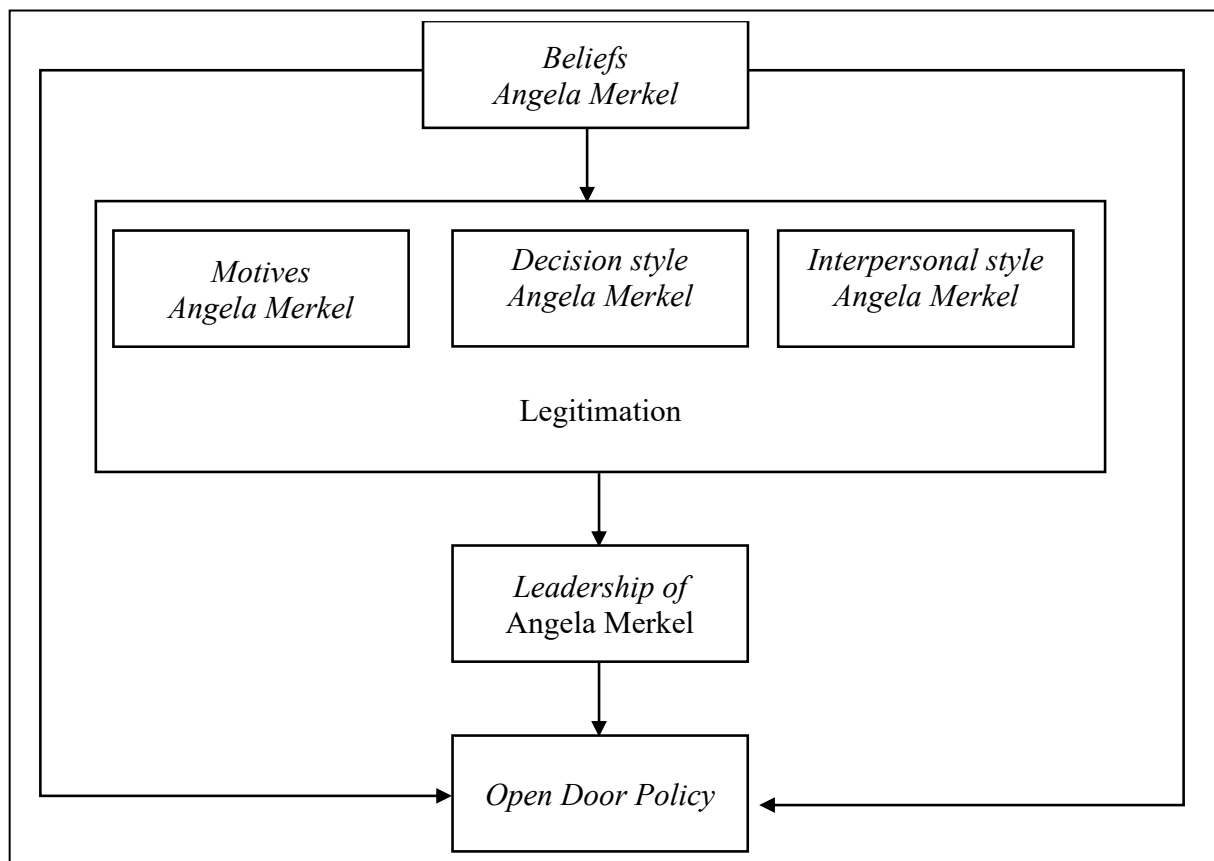 Beliefs
Angela Merkel
Motives
Angela Merkel
Decision style
Angela Merkel
Interpersonal style
Angela Merkel
Legitimation
Leadership of
Angela Merkel
Open Door Policy